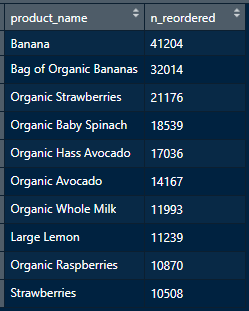 product_name n_reordered
Banana 41204
Bag of Organic Bananas 32014
Organic Strawberries 21176
Organic Baby Spinach 18539
Organic Hass Avocado 17036
Organic Avocado 14167
Organic Whole Milk 11993
Large Lemon 11239
Organic Raspberries 10870
Strawberries 10508